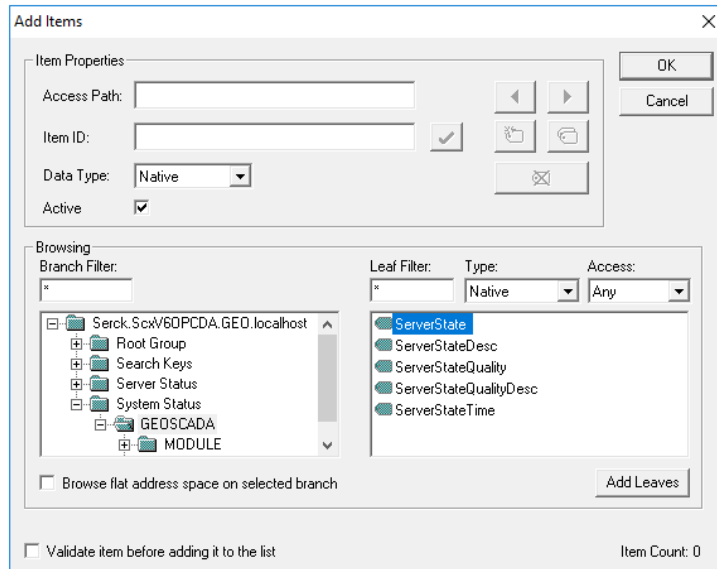 Add Items
Item Properties
OK
Access Path:
Cancel
Item ID:
Data Type: Native
Active
Browsing
Branch Filter: Leaf Filter: Type: Access:
* * Native Any
Serck.ScxV6OPCDA.GEO.localhost
Root Group
Search Keys
Server Status
System Status
GEOSCADA
MODULE
ServerState
ServerStateDesc
ServerStateQuality
ServerStateQualityDesc
ServerStateTime
Browse flat address space on selected branch
Add Leaves
Validate item before adding it to the list
Item Count: 0